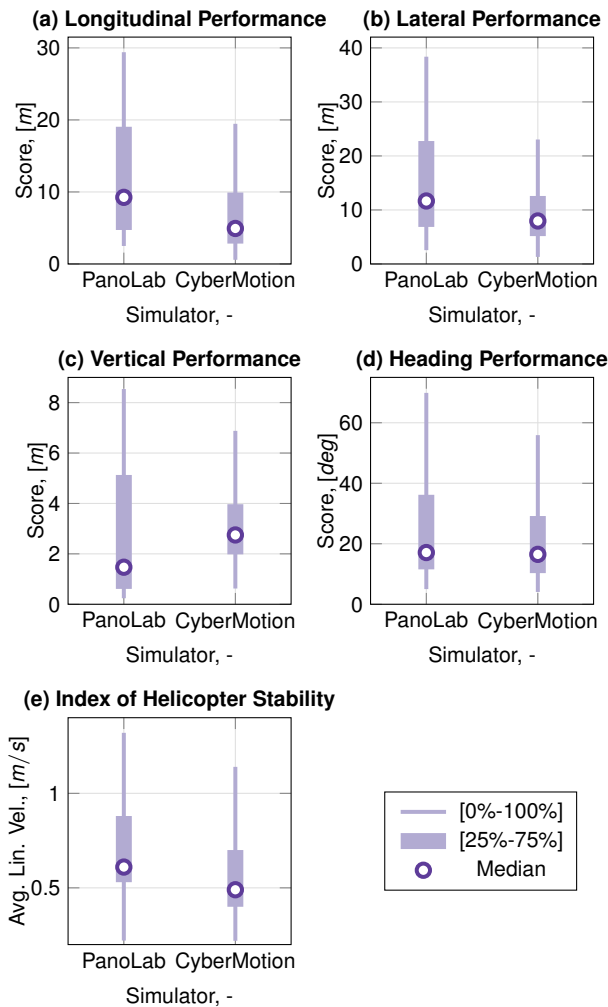 (a) Longitudinal Performance
30
20
10
0
Score, [m]
PanoLab CyberMotion
Simulator, -
(b) Lateral Performance
40
30
20
10
0
Score, [m]
PanoLab CyberMotion
Simulator, -
(c) Vertical Performance
8
6
4
2
0
Score, [m]
PanoLab CyberMotion
Simulator, -
(d) Heading Performance
60
40
20
0
Score, [deg]
PanoLab CyberMotion
Simulator, -
(e) Index of Helicopter Stability
1
0.5
Avg. Lin. Vel., [m/s]
PanoLab CyberMotion
Simulator, -
[0%-100%]
[25%-75%]
Median